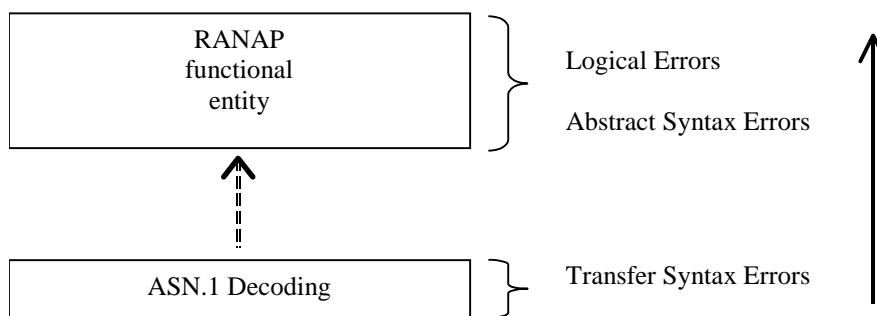 RANAP
functional
entity
Logical Errors
Abstract Syntax Errors
ASN.1 Decoding
Transfer Syntax Errors